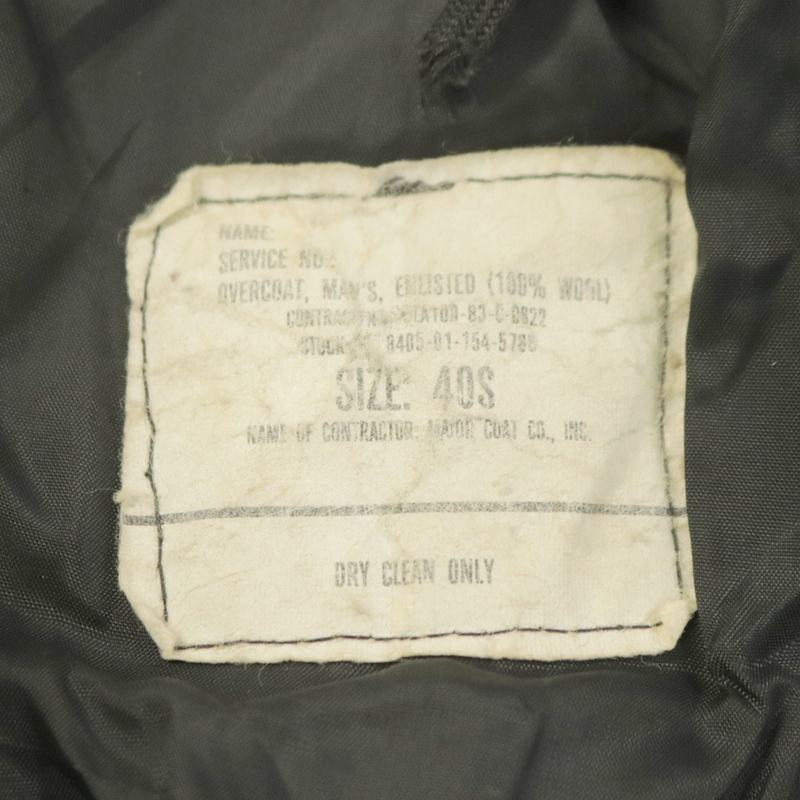 NAME:
SERVICE NO.:
OVERCOAT, MAN'S, ENLISTED (100% WOOL)
8405-01-154-5786
SIZE: 40S
NAME OF CONTRACTOR: MAJOR COAT CO., INC.
DRY CLEAN ONLY